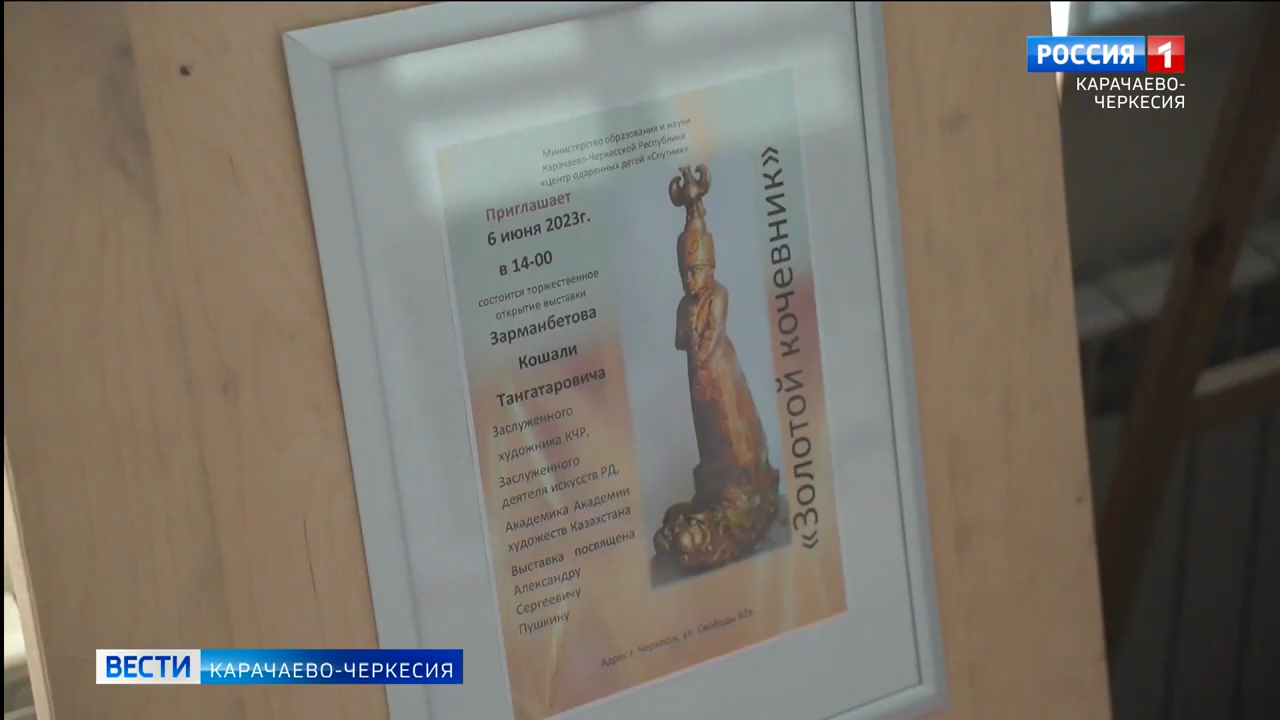 РОССИЯ 1
КАРАЧАЕВО-
ЧЕРКЕСИЯ
Министерство образования и науки
Карачаево-Черкесской Республики
«Центр одаренных детей «Спутник»
Приглашает
6 июня 2023г.
в 14-00
состоится торжественное
открытие выставки
Зарманбетова
Кошали
Тангатаровича
Заслуженного
художника КЧР,
Заслуженного
деятеля искусств РД,
Академика Академии
художеств Казахстана
Выставка посвящена
Александру
Сергеевичу
Пушкину
«Золотой кочевник»
Адрес г. Черкесск, ул. Свободы
ВЕСТИ КАРАЧАЕВО-ЧЕРКЕСИЯ